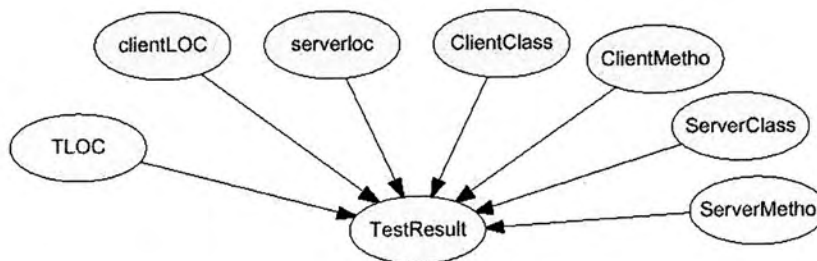 clientLOC
serverloc
ClientClass
ClientMetho
TLOC
ServerClass
ServerMetho
TestResult